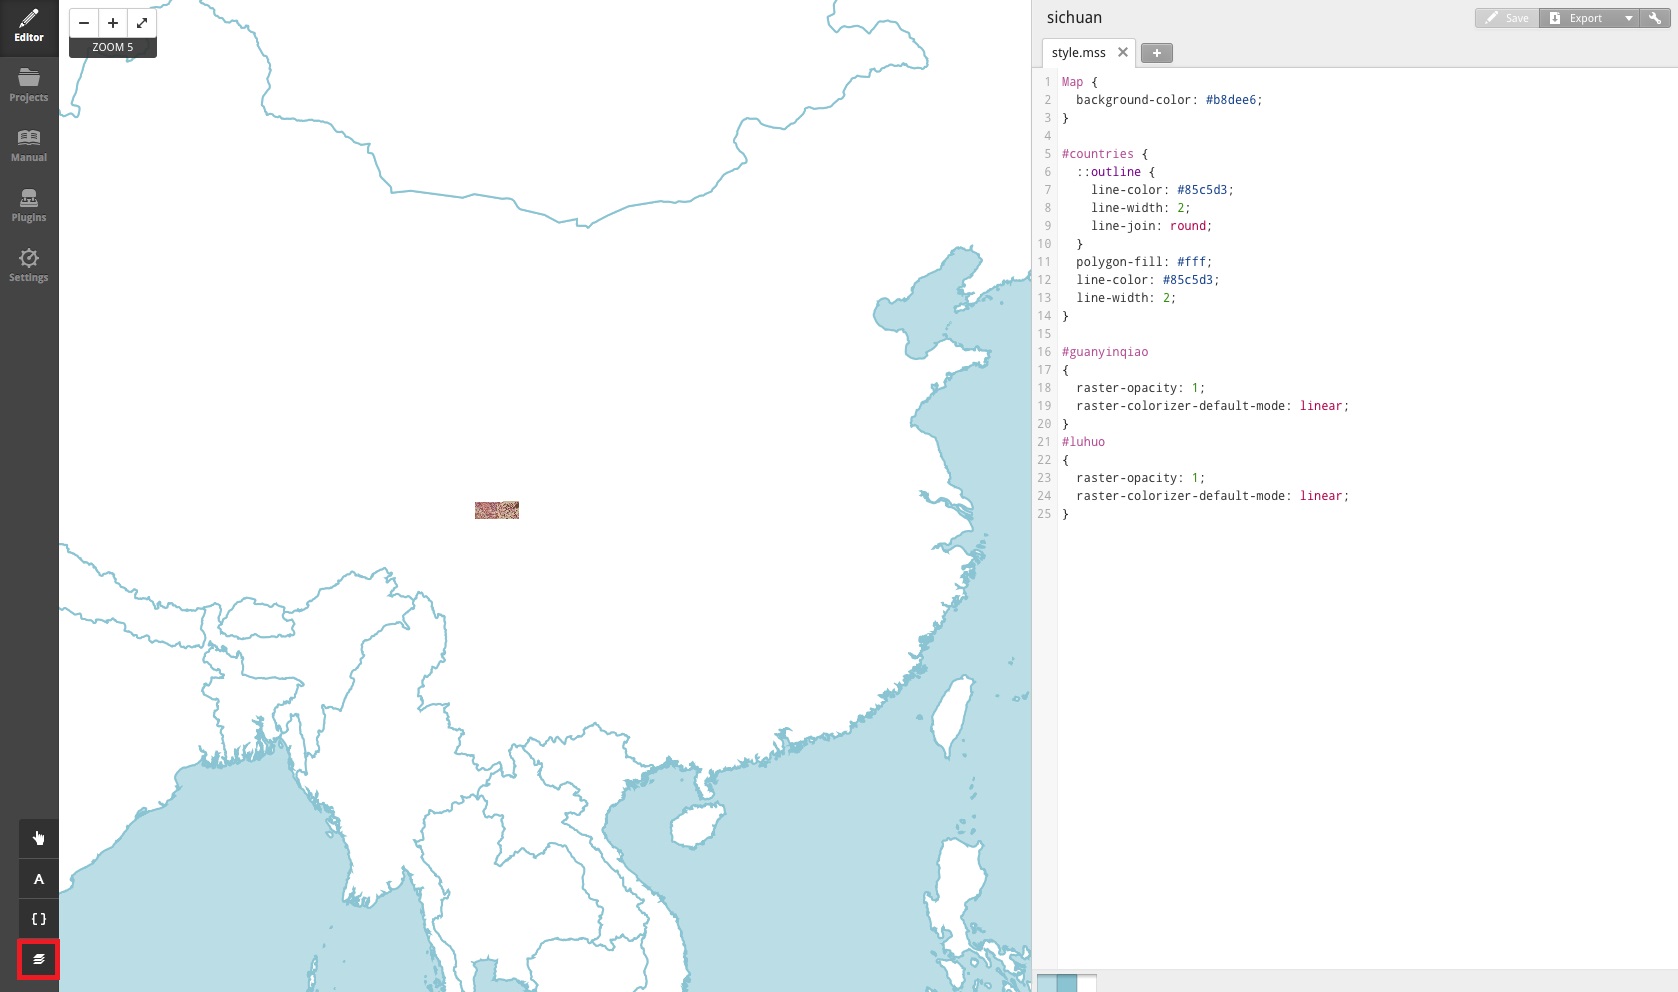 Editor
Projects
Manual
Plugins
Settings
ZOOM 5
A
{}
sichuan
Save
Export
style.mss
1 Map {
2   background-color: #b8dee6;
3 }
4
5 #countries {
6   ::outline {
7     line-color: #85c5d3;
8     line-width: 2;
9     line-join: round;
10   }
11   polygon-fill: #fff;
12   line-color: #85c5d3;
13   line-width: 2;
14 }
15
16 #guanyinqiao
17 {
18   raster-opacity: 1;
19   raster-colorizer-default-mode: linear;
20 }
21 #luhuo
22 {
23   raster-opacity: 1;
24   raster-colorizer-default-mode: linear;
25 }